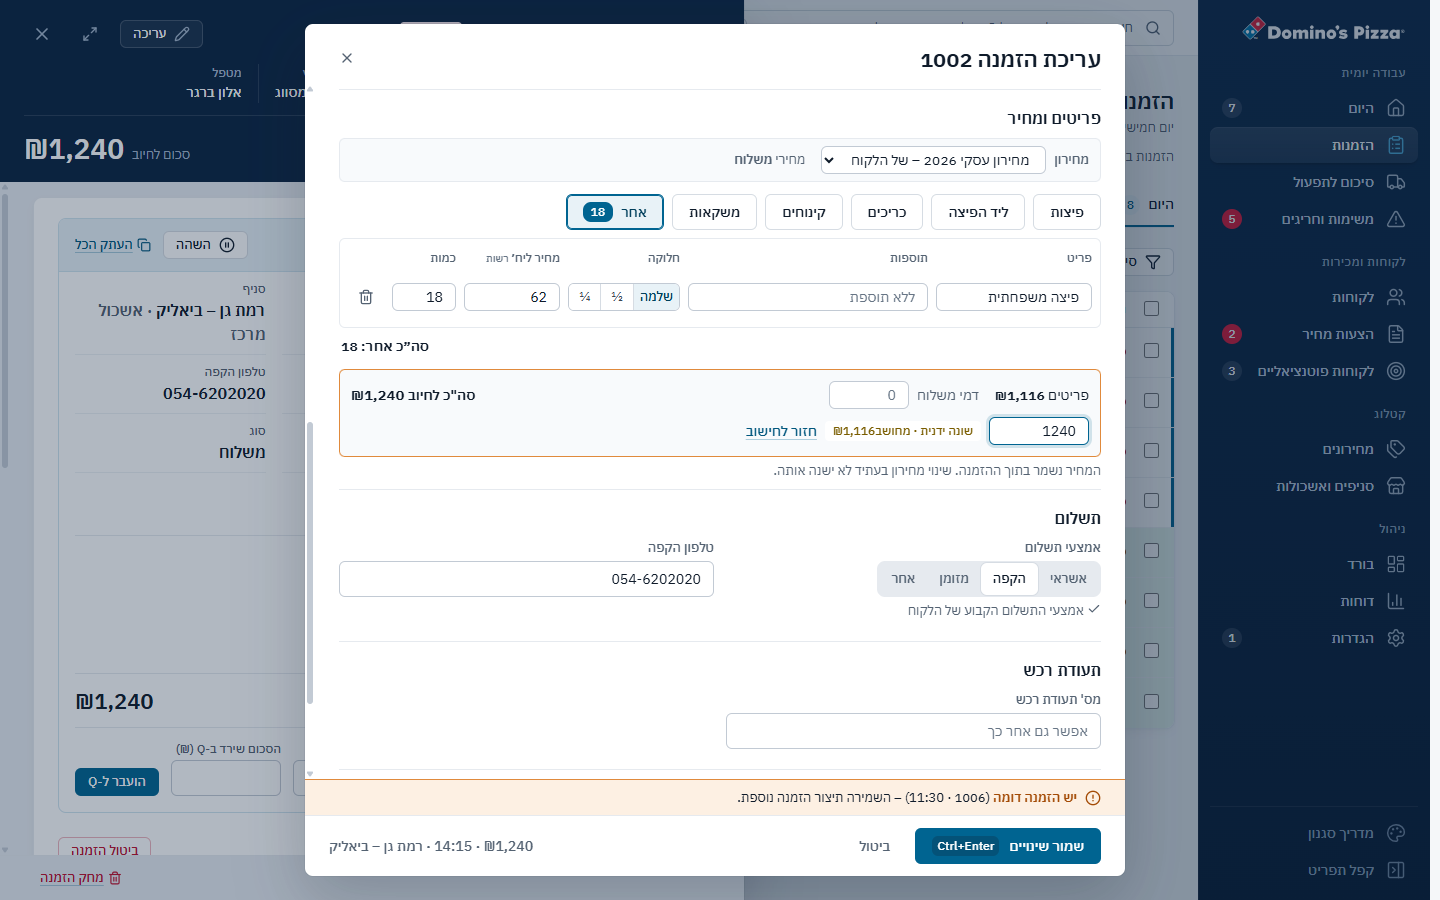 Domino's Pizza
עבודה יומית
היום 7
הזמנות
סיכום לתפעול
משימות וחריגים 5
לקוחות ומכירות
לקוחות
הצעות מחיר 2
לקוחות פוטנציאליים 3
קטלוג
מחירונים
סניפים ואשכולות
ניהול
בורד
דוחות
הגדרות 1
מדריך סגנון
קפל תפריט
יום חמישי
הזמנות ב
היום 8
עריכת הזמנה 1002
פריטים ומחיר
מחירון
מחירון עסקי 2026 – של הלקוח
מחירי משלוח
פיצות
ליד הפיצה
כריכים
קינוחים
משקאות
אחר 18
פריט
תוספות
חלוקה
מחיר ליח׳ רשות
כמות
פיצה משפחתית
ללא תוספת
שלמה
½
¼
62
18
סה״כ אחר: 18
פריטים ₪1,116
דמי משלוח
0
סה"כ לחיוב ₪1,240
1240
שונה ידנית · מחושב ₪1,116
חזור לחישוב
המחיר נשמר בתוך ההזמנה. שינוי מחירון בעתיד לא ישנה אותה.
תשלום
אמצעי תשלום
אשראי
הקפה
מזומן
אחר
אמצעי התשלום הקבוע של הלקוח
טלפון הקפה
054-6202020
תעודת רכש
מס' תעודת רכש
אפשר גם אחר כך
יש הזמנה דומה (1006 · 11:30) – השמירה תיצור הזמנה נוספת.
שמור שינויים Ctrl+Enter
ביטול
₪1,240 · 14:15 · רמת גן – ביאליק
עריכה
מטפל
אלון ברגר
סכום לחיוב ₪1,240
השהה
העתק הכל
סניף
רמת גן – ביאליק · אשכול
מרכז
טלפון הקפה
054-6202020
סוג
משלוח
₪1,240
הסכום שירד ב-Q (₪)
הועבר ל-Q
ביטול הזמנה
מחק הזמנה